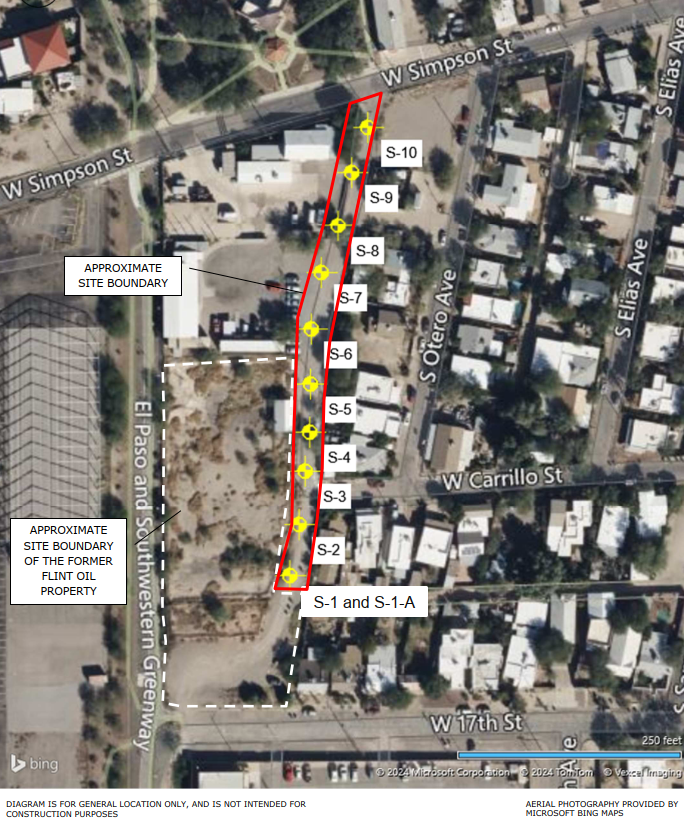 W Simpson St
S Elias Ave
W Simpson St
S-10
S-9
S-8
APPROXIMATE
SITE BOUNDARY
S-7
S Otero Ave
S Elias Ave
S-6
S-5
S-4
W Carrillo St
S-3
El Paso and Southwestern Greenway
APPROXIMATE
SITE BOUNDARY
OF THE FORMER
FLINT OIL
PROPERTY
S-2
S-1 and S-1-A
W 17th St
250 feet
bing
© 2024 Microsoft Corporation © 2024 TomTom © Vexcel Imaging
DIAGRAM IS FOR GENERAL LOCATION ONLY, AND IS NOT INTENDED FOR
CONSTRUCTION PURPOSES
AERIAL PHOTOGRAPHY PROVIDED BY
MICROSOFT BING MAPS